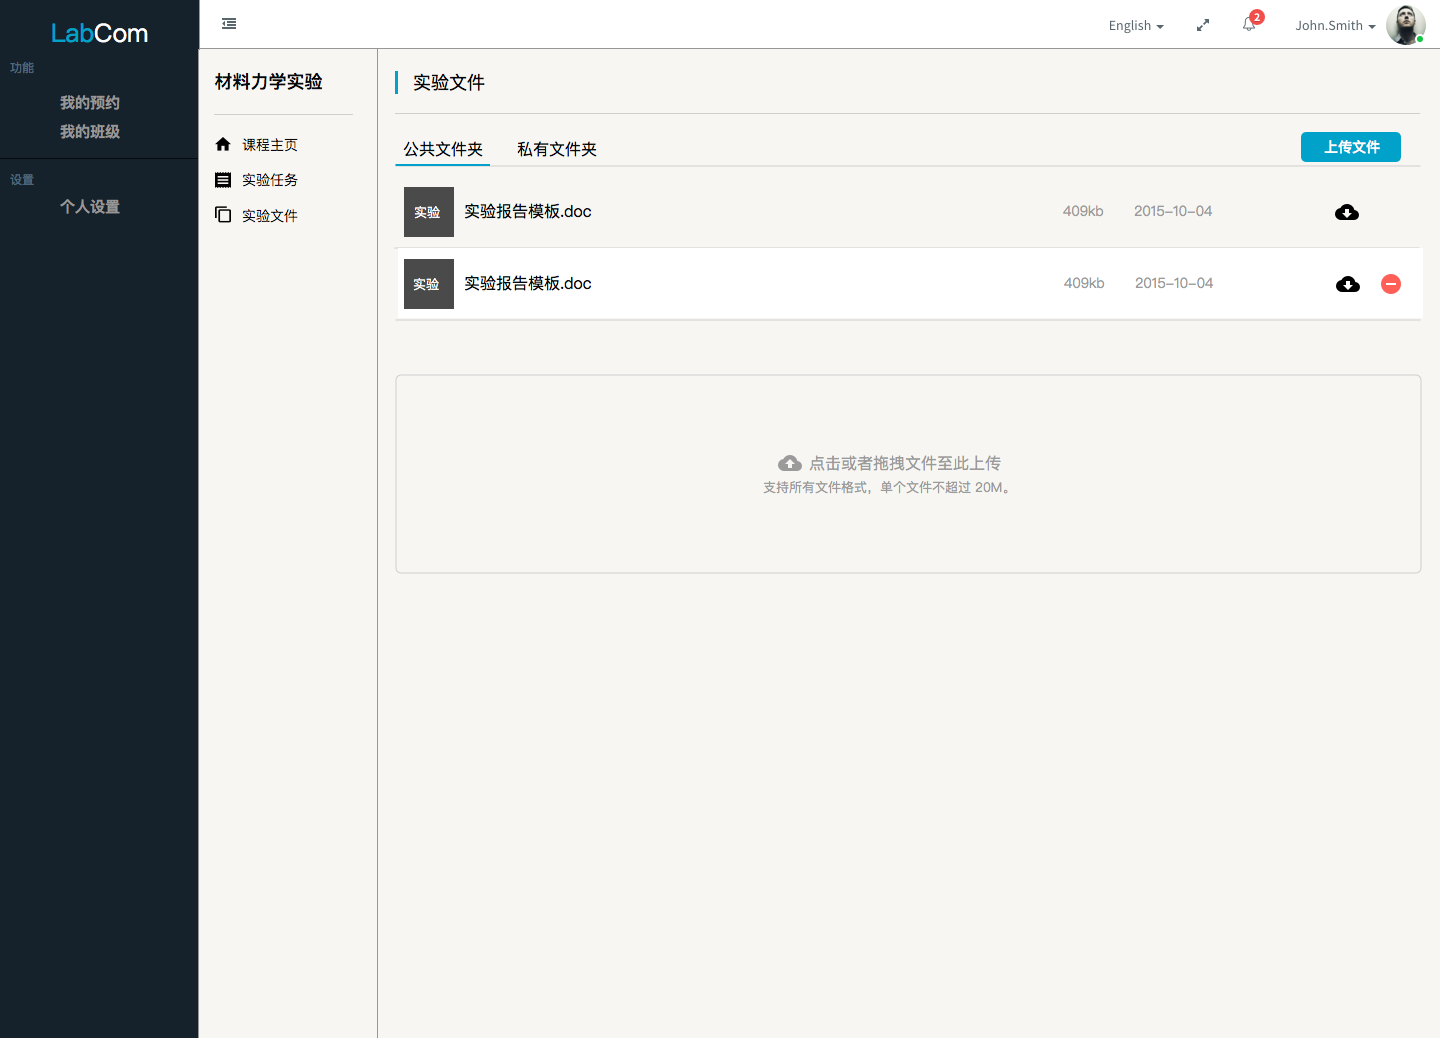 LabCom
功能
我的预约
我的班级
设置
个人设置
English
2
John.Smith
材料力学实验
课程主页
实验任务
实验文件
实验文件
公共文件夹
私有文件夹
上传文件
实验
实验报告模板.doc
409kb
2015-10-04
实验
实验报告模板.doc
409kb
2015-10-04
点击或者拖拽文件至此上传
支持所有文件格式，单个文件不超过 20M。